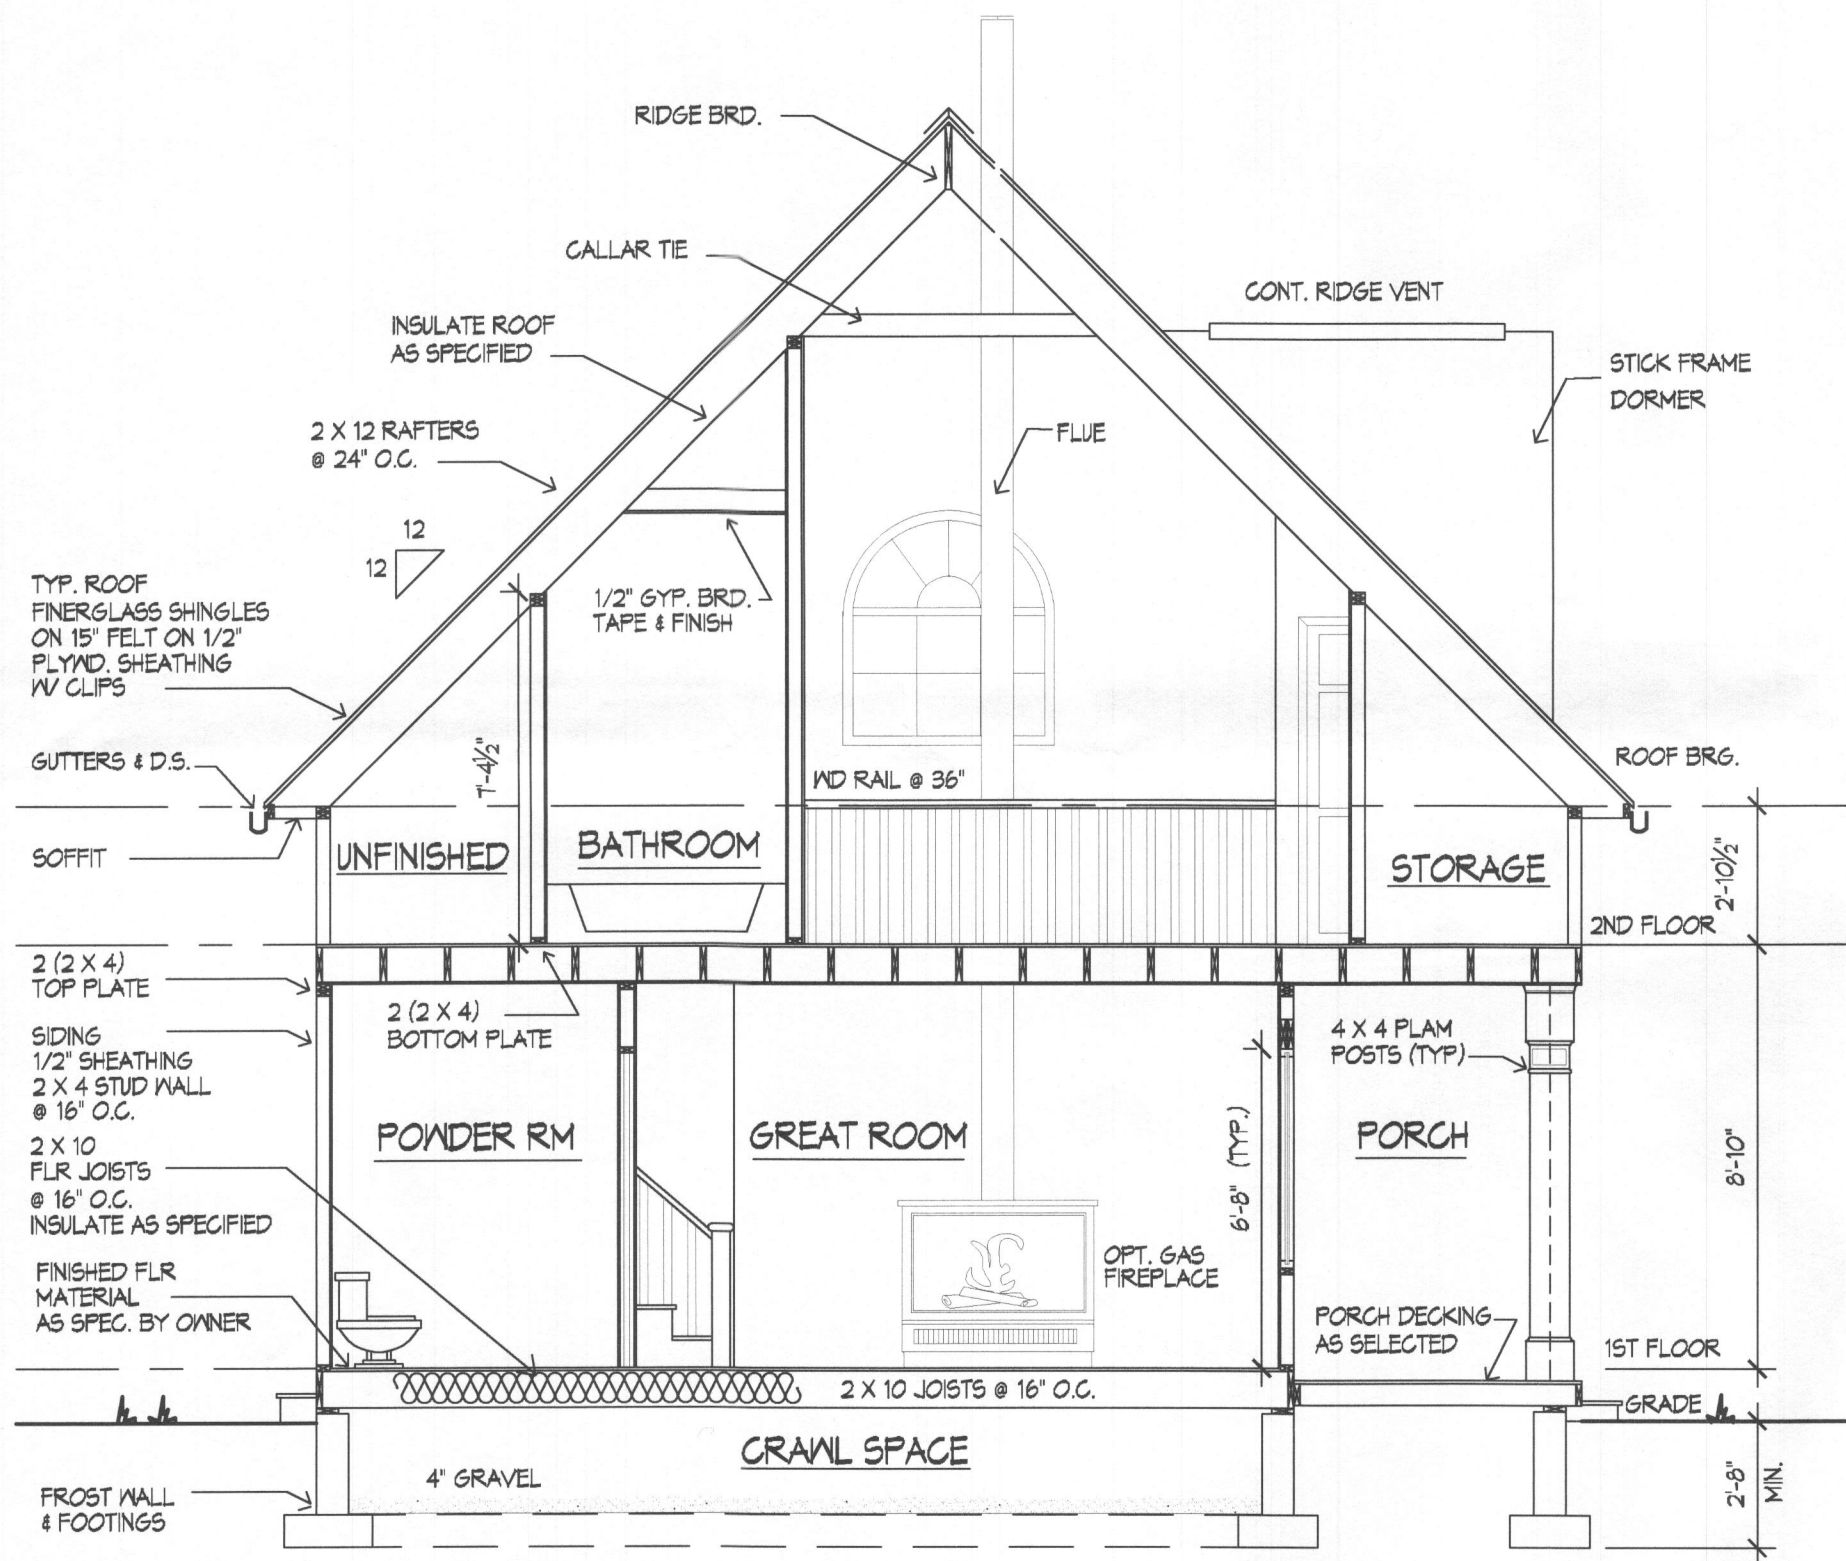 RIDGE BRD.
CALLAR TIE
CONT. RIDGE VENT
INSULATE ROOF
AS SPECIFIED
STICK FRAME
DORMER
2 X 12 RAFTERS
@ 24" O.C.
FLUE
12
12
TYP. ROOF
FINERGLASS SHINGLES
ON 15" FELT ON 1/2"
PLYWD. SHEATHING
W/ CLIPS
1/2" GYP. BRD.
TAPE & FINISH
GUTTERS & D.S.
7'-4½"
WD RAIL @ 36"
ROOF BRG.
SOFFIT
UNFINISHED
BATHROOM
STORAGE
2'-10½"
2ND FLOOR
2 (2 X 4)
TOP PLATE
2 (2 X 4)
BOTTOM PLATE
SIDING
1/2" SHEATHING
2 X 4 STUD WALL
@ 16" O.C.
4 X 4 PLAM
POSTS (TYP)
POWDER RM
GREAT ROOM
PORCH
6'-8" (TYP.)
8'-10"
2 X 10
FLR JOISTS
@ 16" O.C.
INSULATE AS SPECIFIED
OPT. GAS
FIREPLACE
FINISHED FLR
MATERIAL
AS SPEC. BY OWNER
PORCH DECKING
AS SELECTED
1ST FLOOR
2 X 10 JOISTS @ 16" O.C.
GRADE
CRAWL SPACE
4" GRAVEL
FROST WALL
& FOOTINGS
2'-8"
MIN.